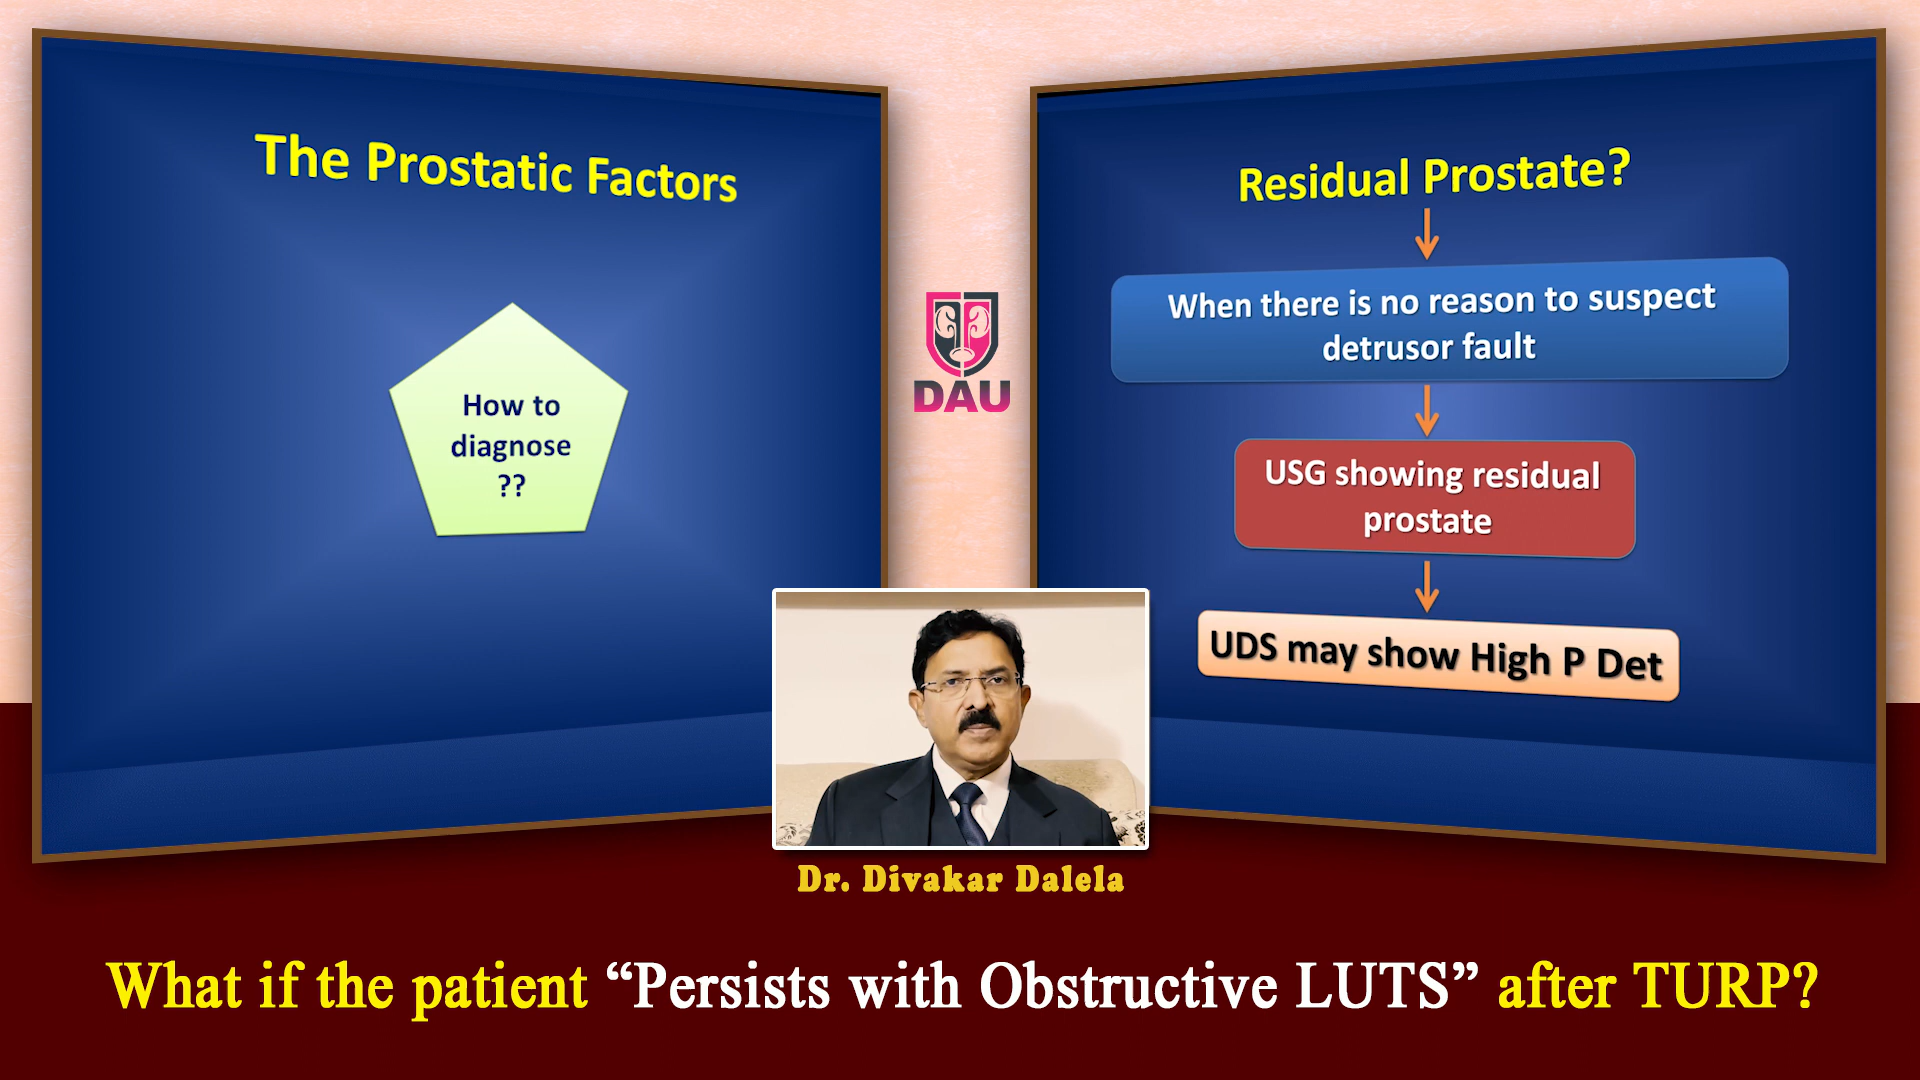 The Prostatic Factors
How to
diagnose
??
DAU
Residual Prostate?
When there is no reason to suspect
detrusor fault
USG showing residual
prostate
UDS may show High P Det
Dr. Divakar Dalela
What if the patient “Persists with Obstructive LUTS” after TURP?